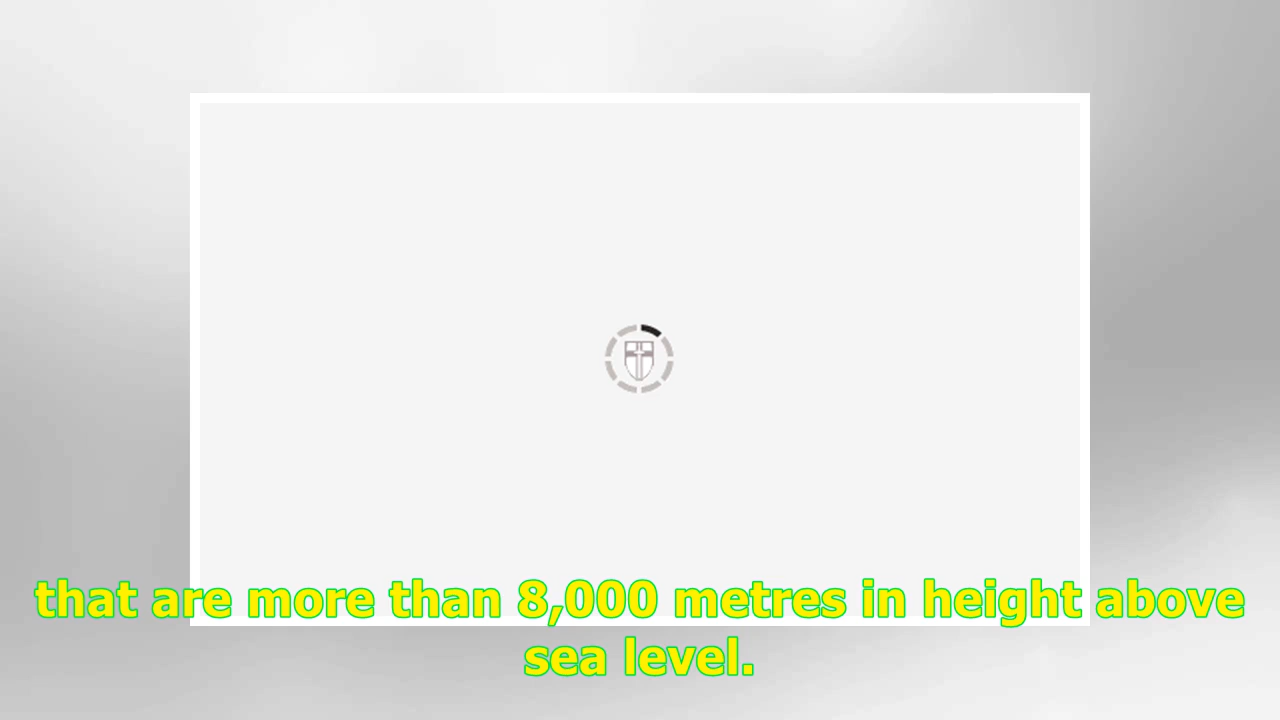 that are more than 8,000 metres in height above
sea level.